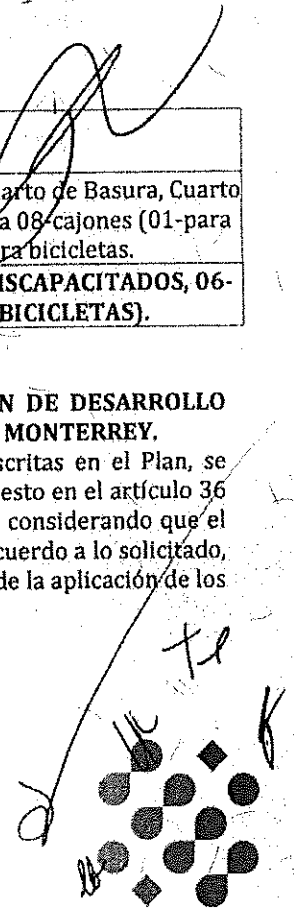 arto de Basura, Cuarto
a 08-cajones (01-para
ra bicicletas.
ISCAPACITADOS, 06-
BICICLETAS).
N DE DESARROLLO
MONTERREY.
scritas en el Plan, se
esto en el artículo 36
considerando que el
cuerdo a lo solicitado,
de la aplicación de los